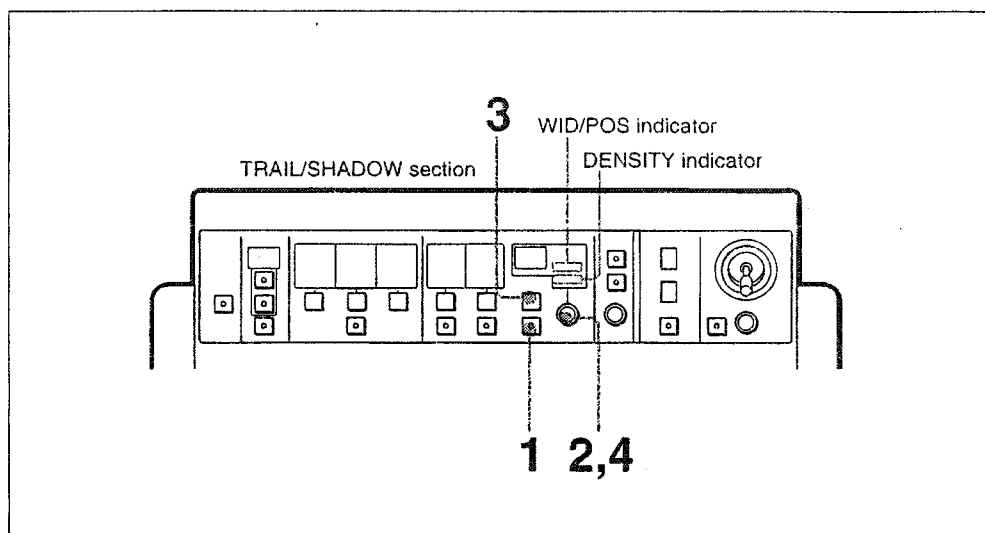 3
WID/POS indicator
TRAIL/SHADOW section
DENSITY indicator
1 2,4